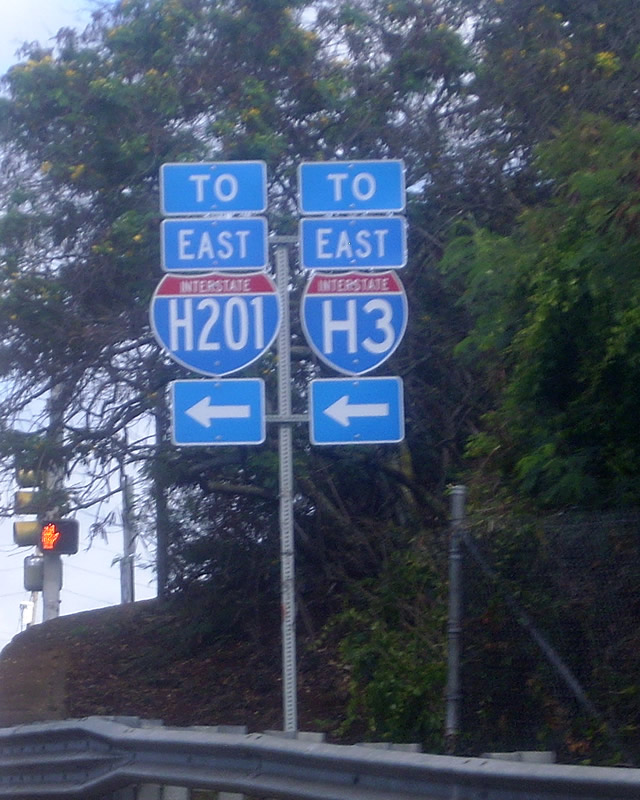 TO
EAST
INTERSTATE
H201
TO
EAST
INTERSTATE
H3